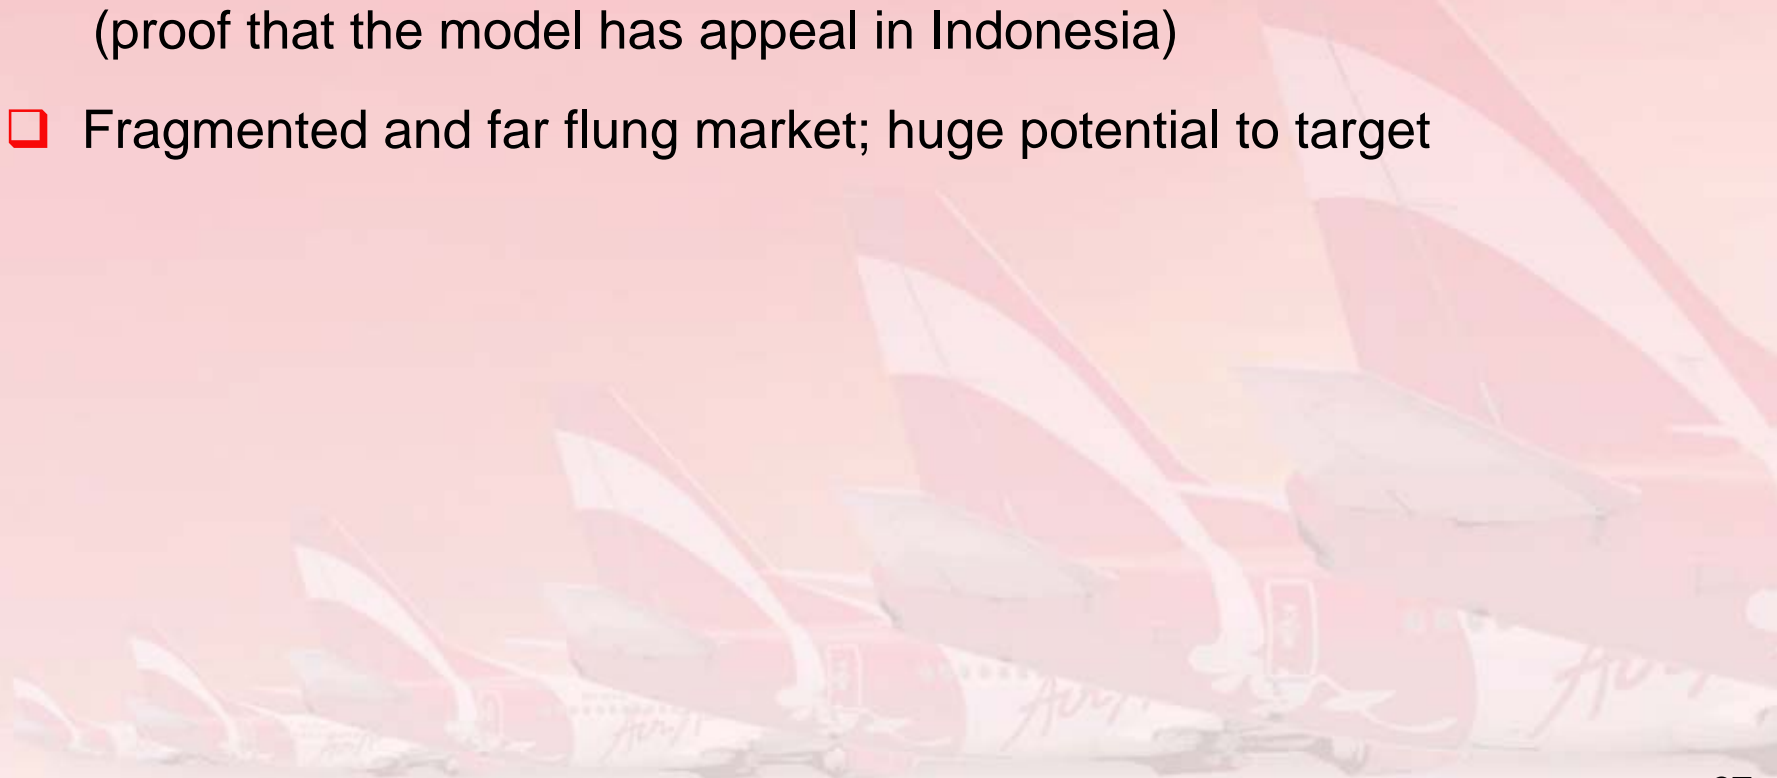 (proof that the model has appeal in Indonesia)
❑ Fragmented and far flung market; huge potential to target